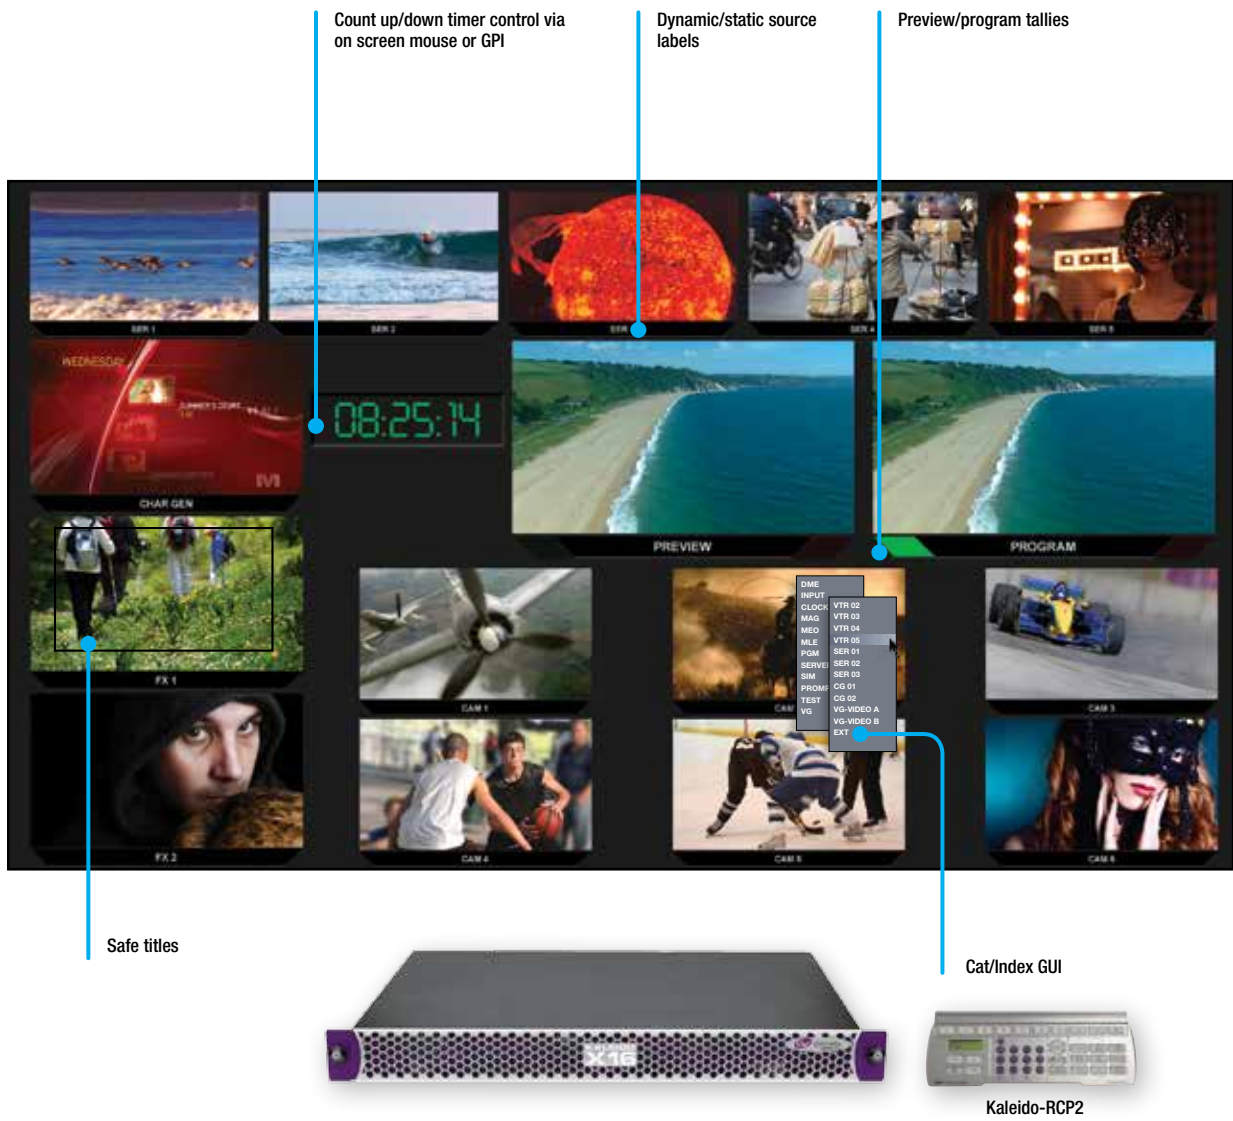 Count up/down timer control via
on screen mouse or GPI
Dynamic/static source
labels
Preview/program tallies
SER 1
SER 2
SER
SER 4
SER 5
WEDNESDAY
08:25:14
CHAR GEN
PREVIEW
PROGRAM
DME
INPUT
CLOCK
MAG
MEO
MLE
PGM
SERVE
SIM
PROMP
TEST
VG
VTR 02
VTR 03
VTR 04
VTR 05
SER 01
SER 02
SER 03
CG 01
CG 02
VG-VIDEO A
VG-VIDEO B
EXT
FX 1
CAM 1
CAM
CAM 3
FX 2
CAM 4
CAM 5
CAM 6
Safe titles
Cat/Index GUI
KALEIDO
X16
Kaleido-RCP2